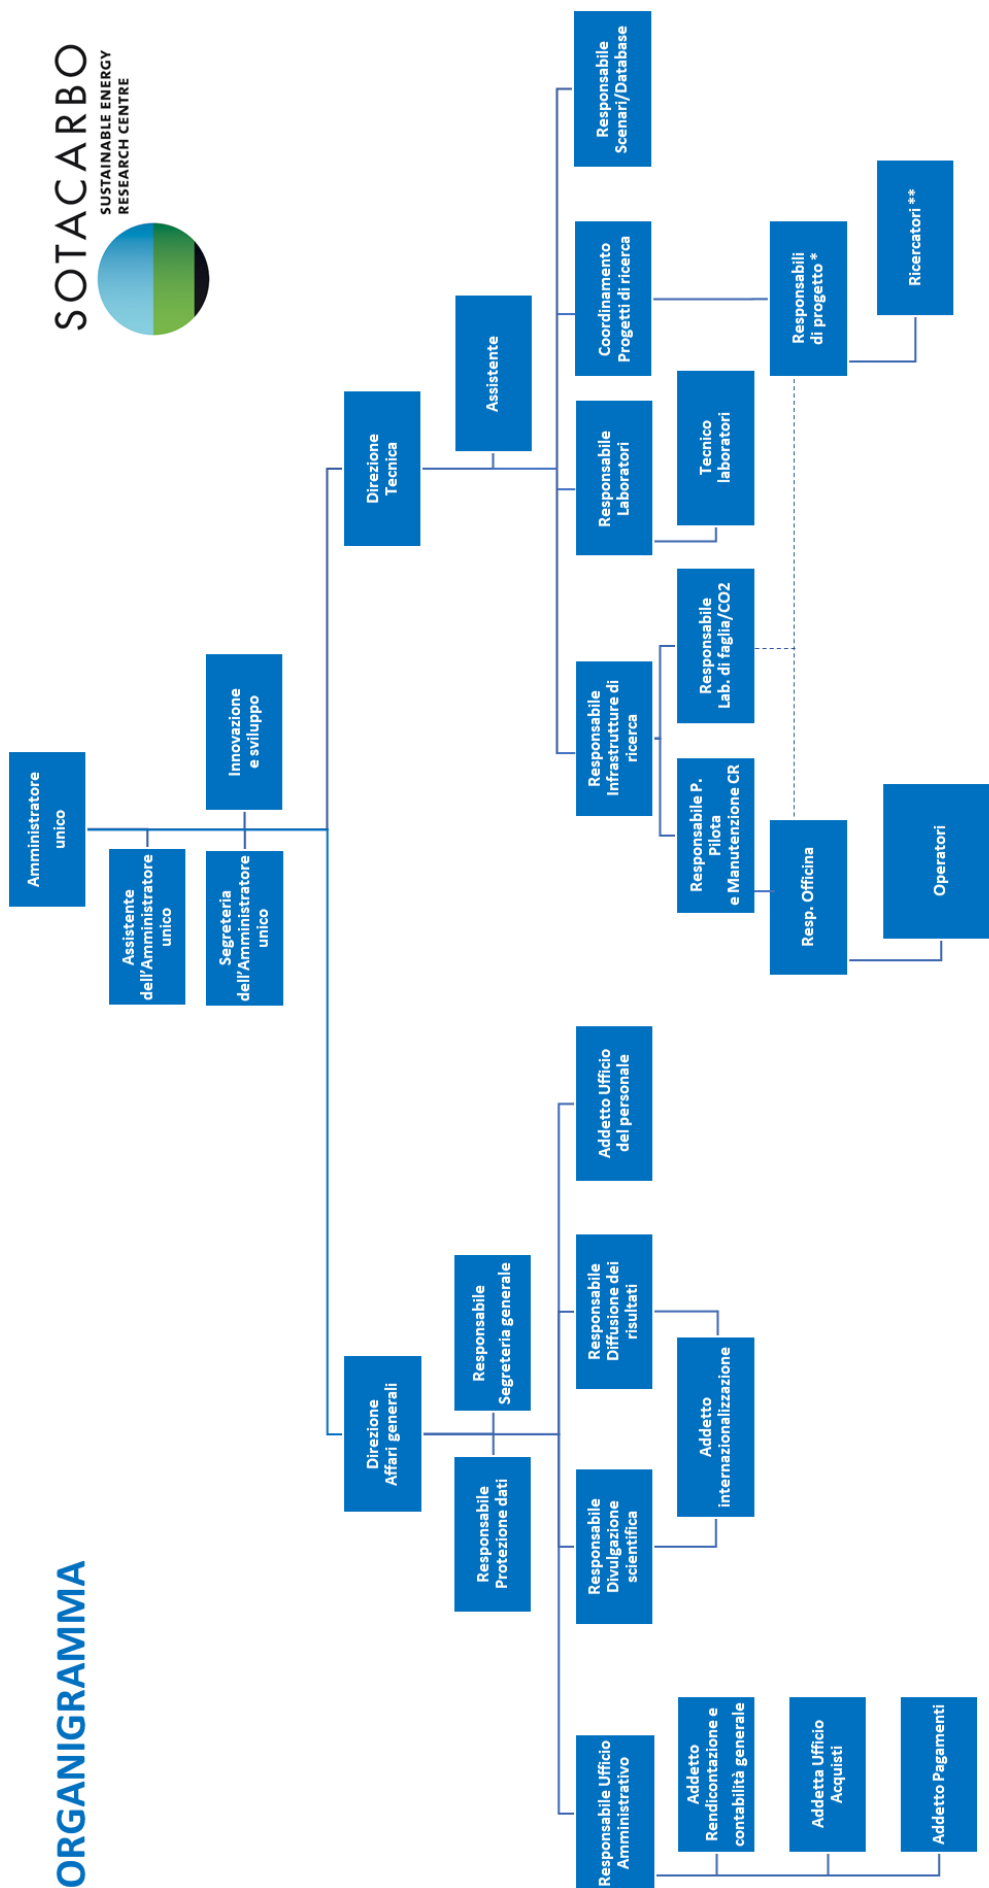 ORGANIGRAMMA
SOTACARBO
SUSTAINABLE ENERGY
RESEARCH CENTRE
Amministratore
unico
Assistente
dell'Amministratore
unico
Segreteria
dell'Amministratore
unico
Innovazione
e sviluppo
Direzione
Affari generali
Direzione
Tecnica
Responsabile
Protezione dati
Responsabile
Segreteria generale
Assistente
Responsabile Ufficio
Amministrativo
Responsabile
Divulgazione
scientifica
Responsabile
Diffusione dei
risultati
Addetto Ufficio
del personale
Responsabile
Infrastrutture di
ricerca
Responsabile
Laboratori
Coordinamento
Progetti di ricerca
Responsabile
Scenari/Database
Addetto
Rendicontazione e
contabilità generale
Addetto
internazionalizzazione
Responsabile P.
Pilota
e Manutenzione CR
Responsabile
Lab. di faglia/CO2
Tecnico
laboratori
Addetta Ufficio
Acquisti
Resp. Officina
Responsabili
di progetto *
Addetto Pagamenti
Operatori
Ricercatori **